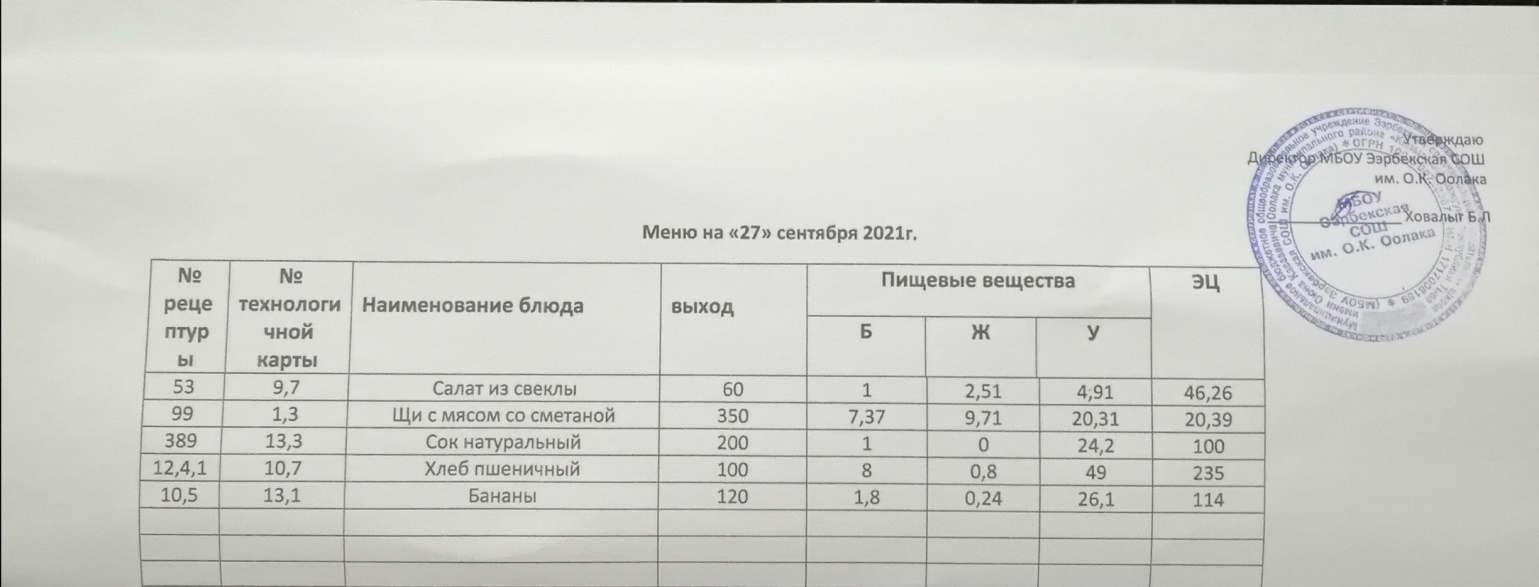 Утверждаю
Директор МБОУ Ээрбекская СОШ
им. О.К. Оолака
Ховалыг Б.Л
МБОУ
Ээрбекская
СОШ
им. О.К. Оолака
Меню на «27» сентября 2021г.
№ рецептуры № технологичной карты Наименование блюда выход Пищевые вещества ЭЦ
Б Ж У
53 9,7 Салат из свеклы 60 1 2,51 4,91 46,26
99 1,3 Щи с мясом со сметаной 350 7,37 9,71 20,31 20,39
389 13,3 Сок натуральный 200 1 0 24,2 100
12,4,1 10,7 Хлеб пшеничный 100 8 0,8 49 235
10,5 13,1 Бананы 120 1,8 0,24 26,1 114